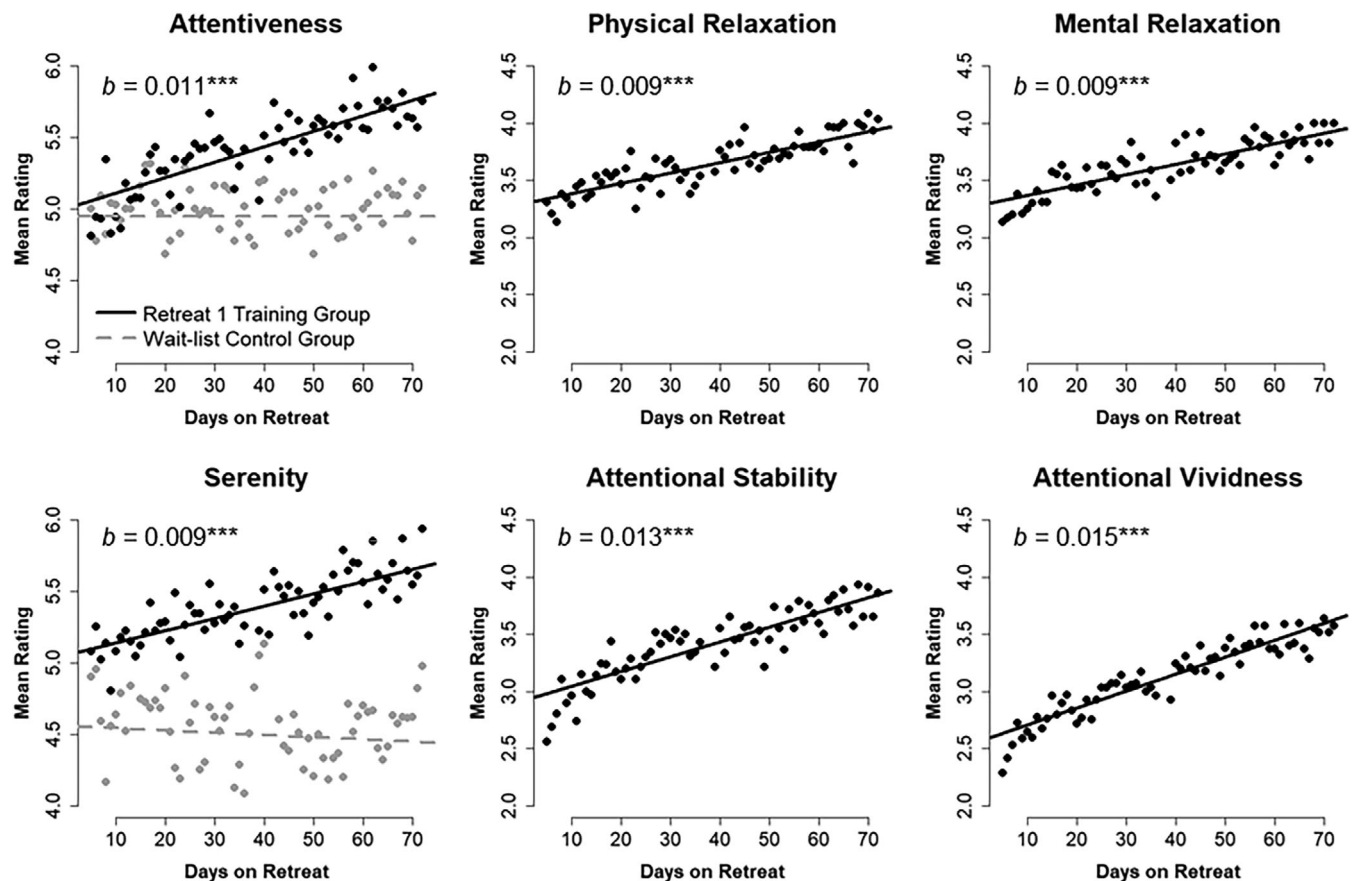 Attentiveness
b = 0.011***
Mean Rating
6.0
5.5
5.0
4.5
4.0
Retreat 1 Training Group
Wait-list Control Group
10 20 30 40 50 60 70
Days on Retreat
Physical Relaxation
b = 0.009***
Mean Rating
4.5
4.0
3.5
3.0
2.5
2.0
10 20 30 40 50 60 70
Days on Retreat
Mental Relaxation
b = 0.009***
Mean Rating
4.5
4.0
3.5
3.0
2.5
2.0
10 20 30 40 50 60 70
Days on Retreat
Serenity
b = 0.009***
Mean Rating
6.0
5.5
5.0
4.5
4.0
10 20 30 40 50 60 70
Days on Retreat
Attentional Stability
b = 0.013***
Mean Rating
4.5
4.0
3.5
3.0
2.5
2.0
10 20 30 40 50 60 70
Days on Retreat
Attentional Vividness
b = 0.015***
Mean Rating
4.5
4.0
3.5
3.0
2.5
2.0
10 20 30 40 50 60 70
Days on Retreat